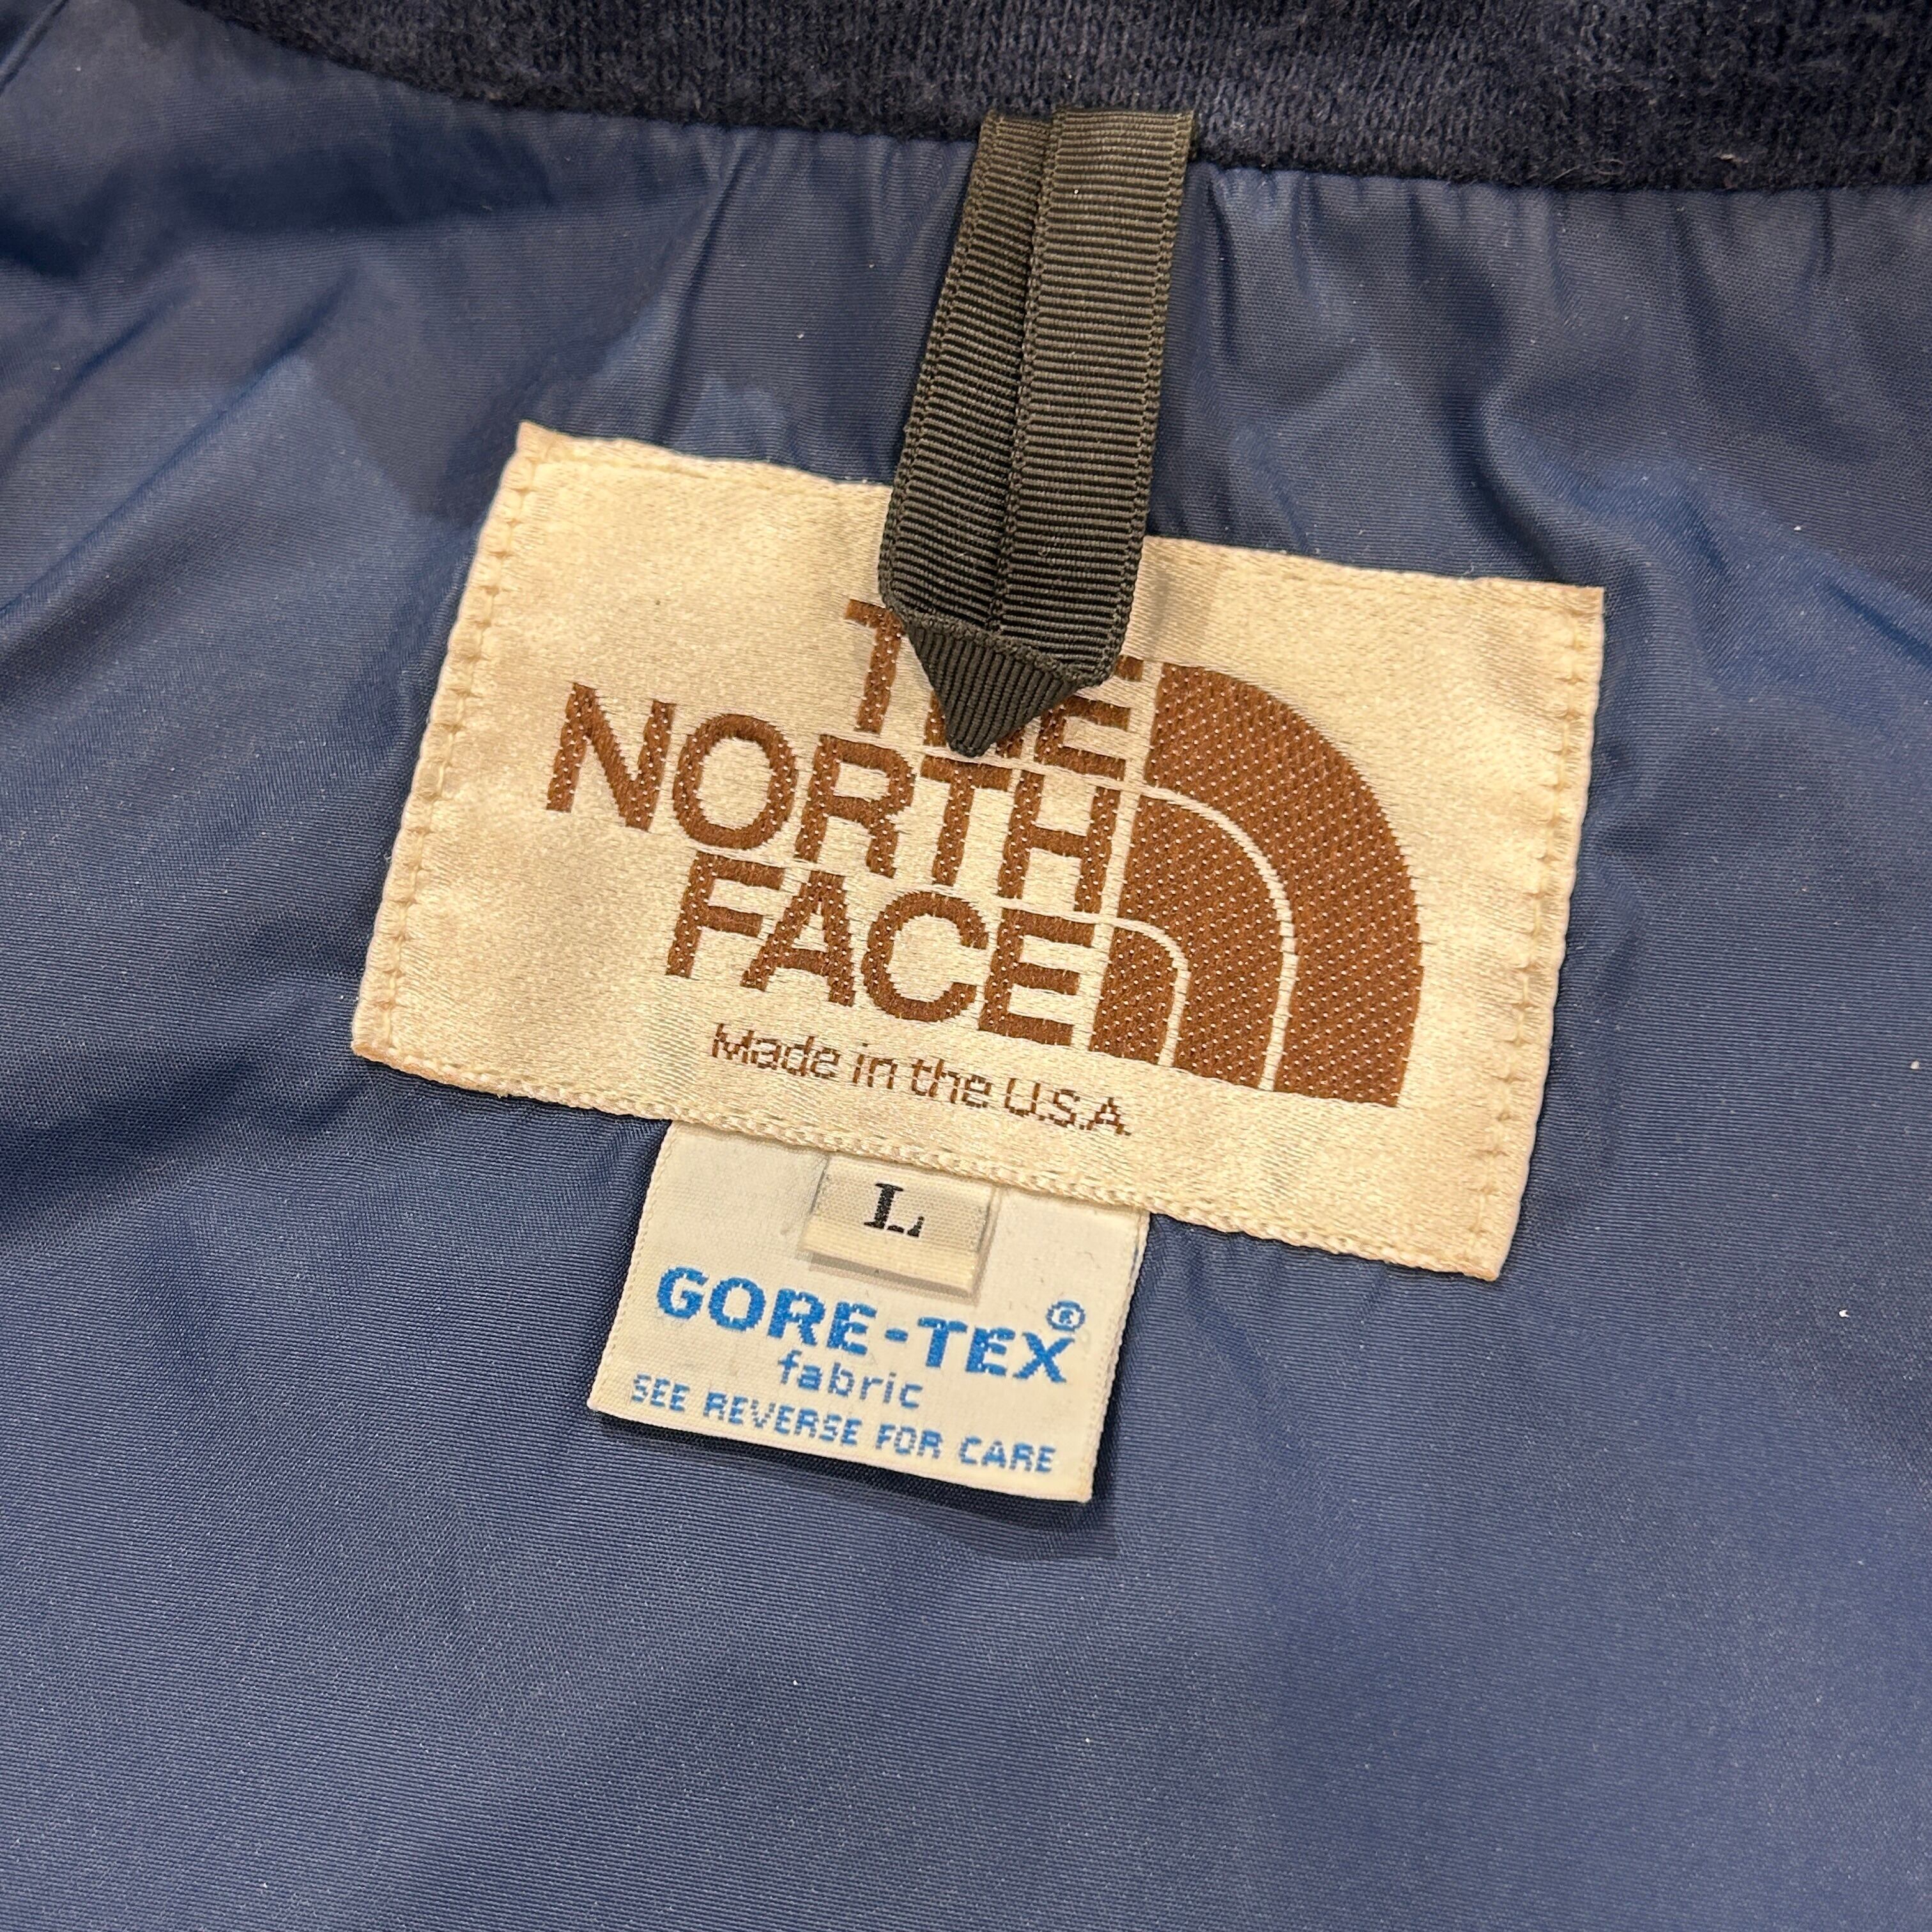 THE
NORTH
FACE
Made in the U.S.A.
L
GORE-TEX®
fabric
SEE REVERSE FOR CARE